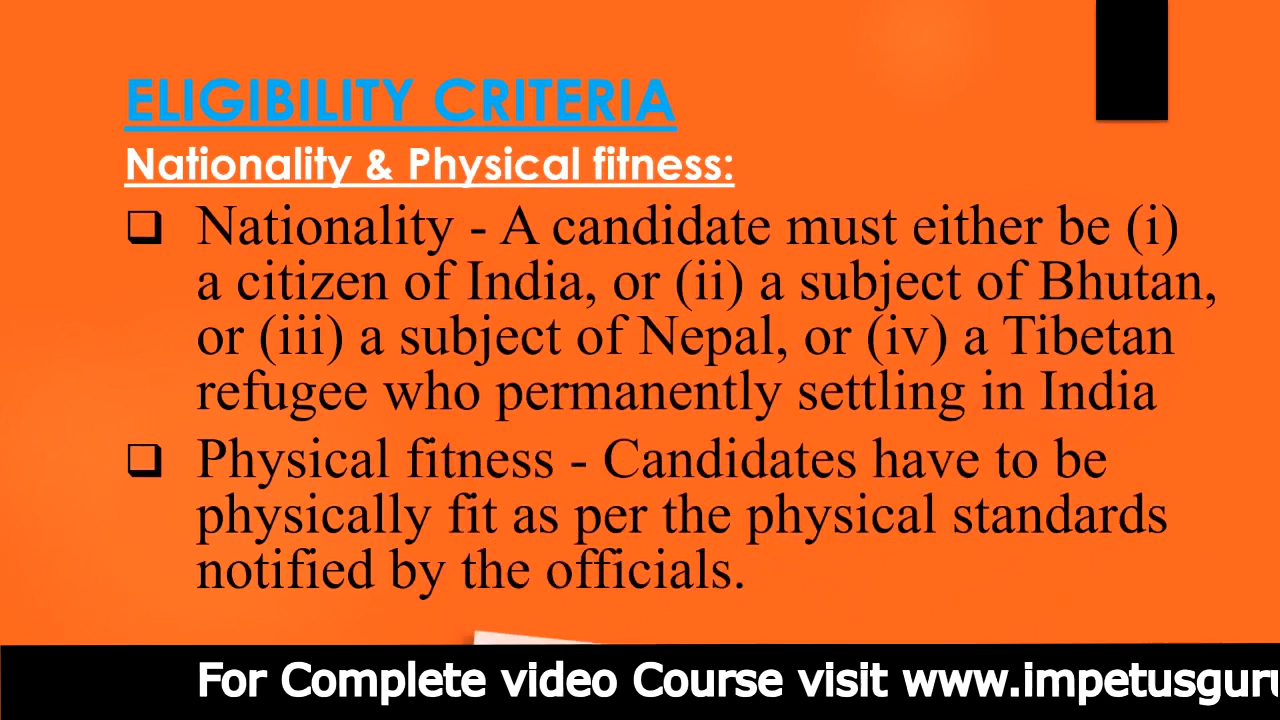 ELIGIBILITY CRITERIA
Nationality & Physical fitness:
❑ Nationality - A candidate must either be (i)
a citizen of India, or (ii) a subject of Bhutan,
or (iii) a subject of Nepal, or (iv) a Tibetan
refugee who permanently settling in India
❑ Physical fitness - Candidates have to be
physically fit as per the physical standards
notified by the officials.
For Complete video Course visit www.impetusguru